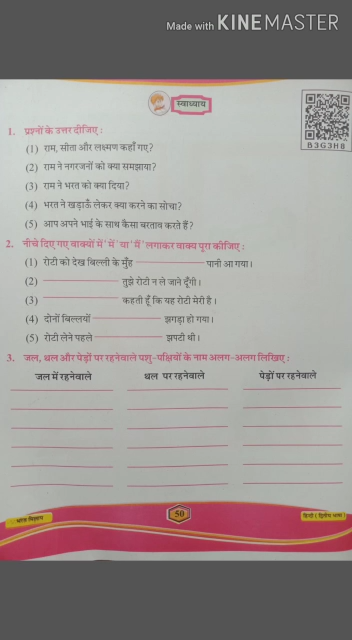 Made with KINEMASTER
स्वाध्याय
B3G3H8
1. प्रश्नों के उत्तर दीजिए :
(1) राम, सीता और लक्ष्मण कहाँ गए?
(2) राम ने नगरजनों को क्या समझाया?
(3) राम ने भरत को क्या दिया?
(4) भरत ने खड़ाऊँ लेकर क्या करने का सोचा?
(5) आप अपने भाई के साथ कैसा बरताव करते हैं?
2. नीचे दिए गए वाक्यों में 'में' या 'मैं' लगाकर वाक्य पूरा कीजिए :
(1) रोटी को देख बिल्ली के मुँह ――― पानी आ गया।
(2) ――― तुझे रोटी न ले जाने दूँगी।
(3) ――― कहती हूँ कि यह रोटी मेरी है।
(4) दोनों बिल्लियों ――― झगड़ा हो गया।
(5) रोटी लेने पहले ――― झपटी थी।
3. जल, थल और पेड़ों पर रहनेवाले पशु-पक्षियों के नाम अलग-अलग लिखिए :
जल में रहनेवाले थल पर रहनेवाले पेड़ों पर रहनेवाले
50
हिन्दी ( द्वितीय भाषा )